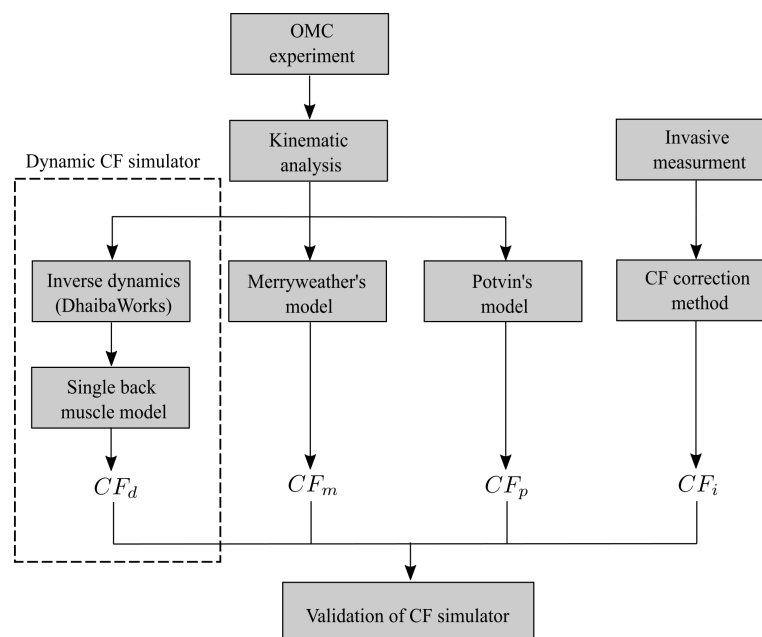 OMC
experiment
Kinematic
analysis
Invasive
measurment
Dynamic CF simulator
Inverse dynamics
(DhaibaWorks)
Merryweather's
model
Potvin's
model
CF correction
method
Single back
muscle model
CF_d
CF_m
CF_p
CF_i
Validation of CF simulator